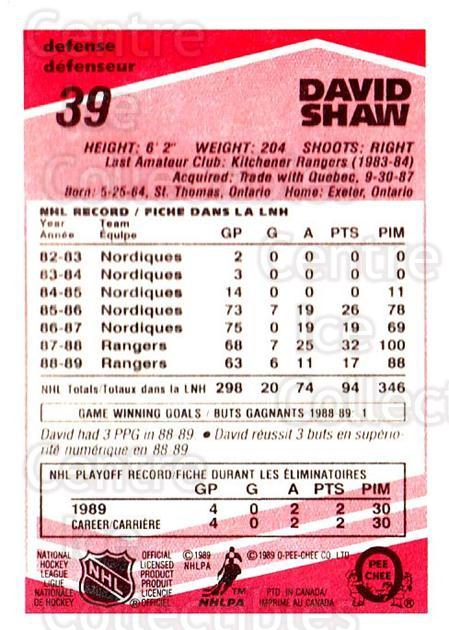 defense
défenseur
39
DAVID
SHAW
HEIGHT: 6' 2" WEIGHT: 204 SHOOTS: RIGHT
Last Amateur Club: Kitchener Rangers (1983-84)
Acquired: Trade with Quebec, 9-30-87
Born: 5-25-64, St. Thomas, Ontario Home: Exeter, Ontario
NHL RECORD / FICHE DANS LA LNH
Year Team
Année Équipe GP G A PTS PIM
82-83 Nordiques 2 0 0 0 0
83-84 Nordiques 3 0 0 0 0
84-85 Nordiques 14 0 0 0 11
85-86 Nordiques 73 7 19 26 78
86-87 Nordiques 75 0 19 19 69
87-88 Rangers 68 7 25 32 100
88-89 Rangers 63 6 11 17 88
NHL Totals/Totaux dans la LNH 298 20 74 94 346
GAME WINNING GOALS / BUTS GAGNANTS 1988 89: 1
David had 3 PPG in 88-89 • David réussit 3 buts en supério-
rité numérique en 88-89
NHL PLAYOFF RECORD/FICHE DURANT LES ÉLIMINATOIRES
GP G A PTS PIM
1989 4 0 2 2 30
CAREER/CARRIÈRE 4 0 2 2 30
NATIONAL
HOCKEY
LEAGUE
LIGUE
NATIONALE
DE HOCKEY
NHL
OFFICIAL
LICENSED
PRODUCT
PRODUIT
LICENCIE
OFFICIEL
© 1989
NHLPA
NHLPA
© 1989 O-PEE-CHEE CO. LTD
PTD. IN CANADA/
IMPRIMÉ AU CANADA
O PEE
CHEE
Centre
Ice
Collectibles